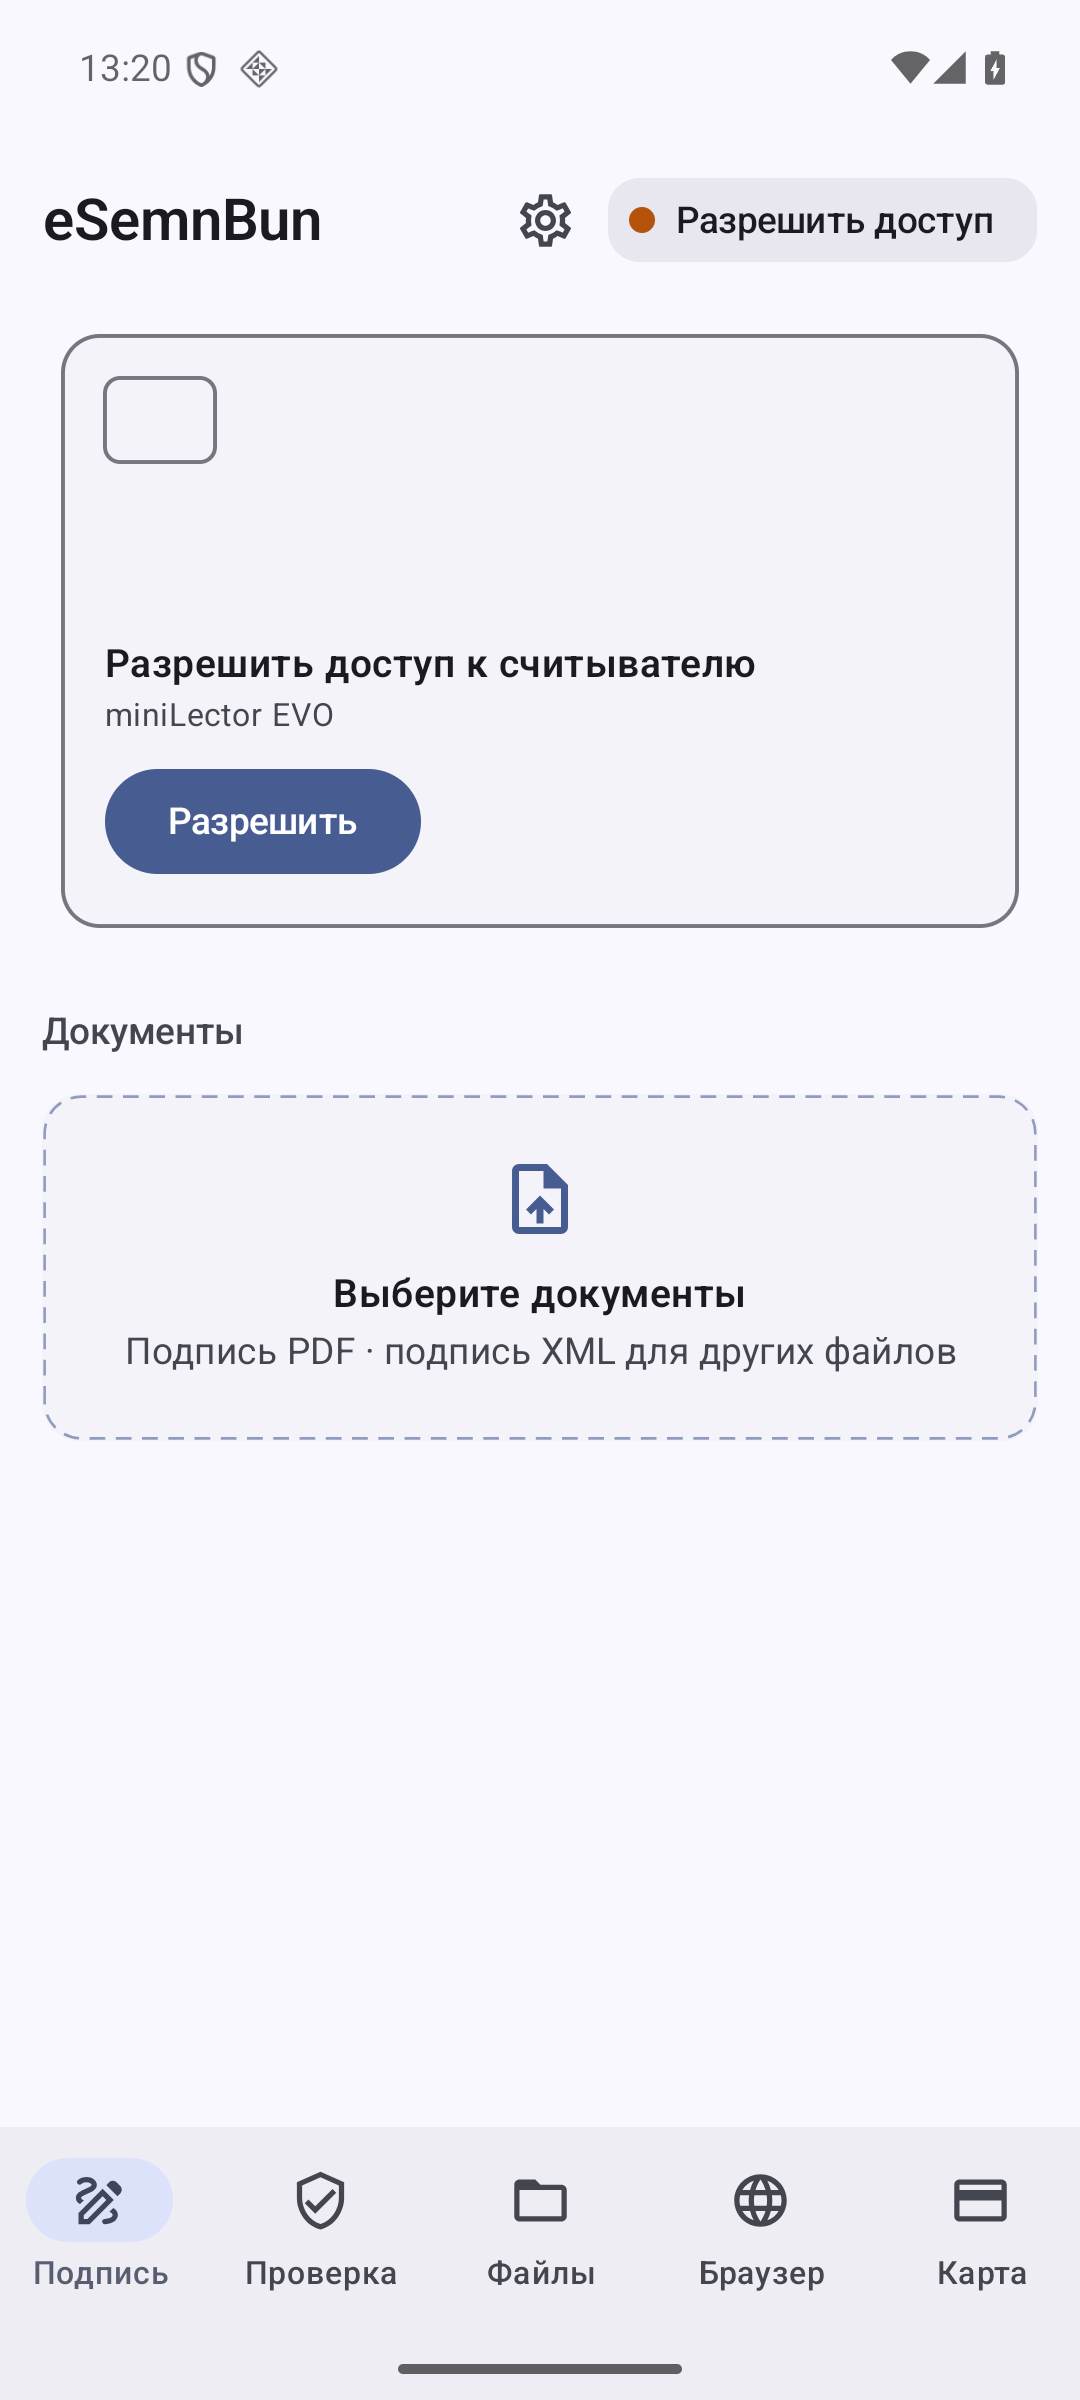 13:20
eSemnBun
Разрешить доступ
Разрешить доступ к считывателю
miniLector EVO
Разрешить
Документы
Выберите документы
Подпись PDF · подпись XML для других файлов
Подпись
Проверка
Файлы
Браузер
Карта